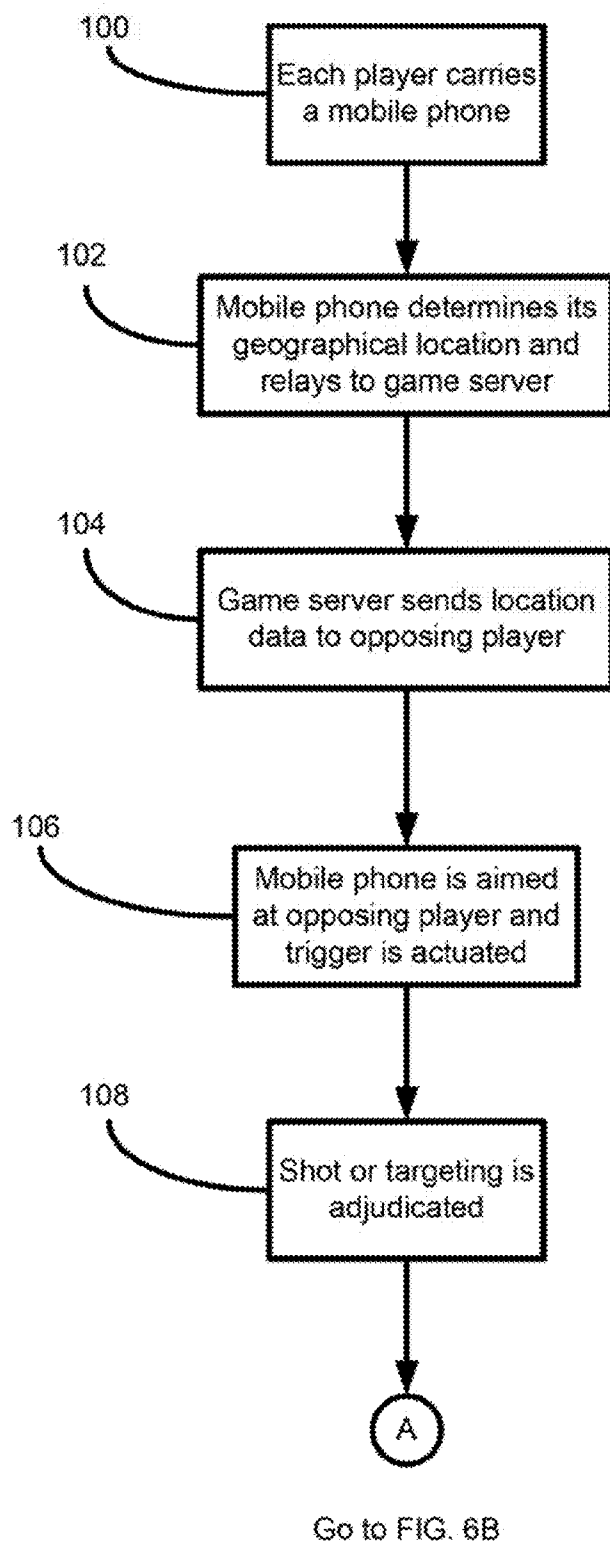 100
Each player carries
a mobile phone
102
Mobile phone determines its
geographical location and
relays to game server
104
Game server sends location
data to opposing player
106
Mobile phone is aimed
at opposing player and
trigger is actuated
108
Shot or targeting is
adjudicated
A
Go to FIG. 6B